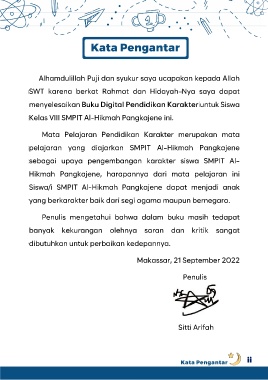 Kata Pengantar
Alhamdulillah Puji dan syukur saya ucapakan kepada Allah
SWT karena berkat Rahmat dan Hidayah-Nya saya dapat
menyelesaikan Buku Digital Pendidikan Karakter untuk Siswa
Kelas VIII SMPIT Al-Hikmah Pangkajene ini.
Mata Pelajaran Pendidikan Karakter merupakan mata
pelajaran yang diajarkan SMPIT Al-Hikmah Pangkajene
sebagai upaya pengembangan karakter siswa SMPIT Al-
Hikmah Pangkajene, harapannya dari mata pelajaran ini
Siswa/i SMPIT Al-Hikmah Pangkajene dapat menjadi anak
yang berkarakter baik dari segi agama maupun bernegara.
Penulis mengetahui bahwa dalam buku masih tedapat
banyak kekurangan olehnya saran dan kritik sangat
dibutuhkan untuk perbaikan kedepannya.
Makassar, 21 September 2022
Penulis
Sitti Arifah
Kata Pengantar
ii